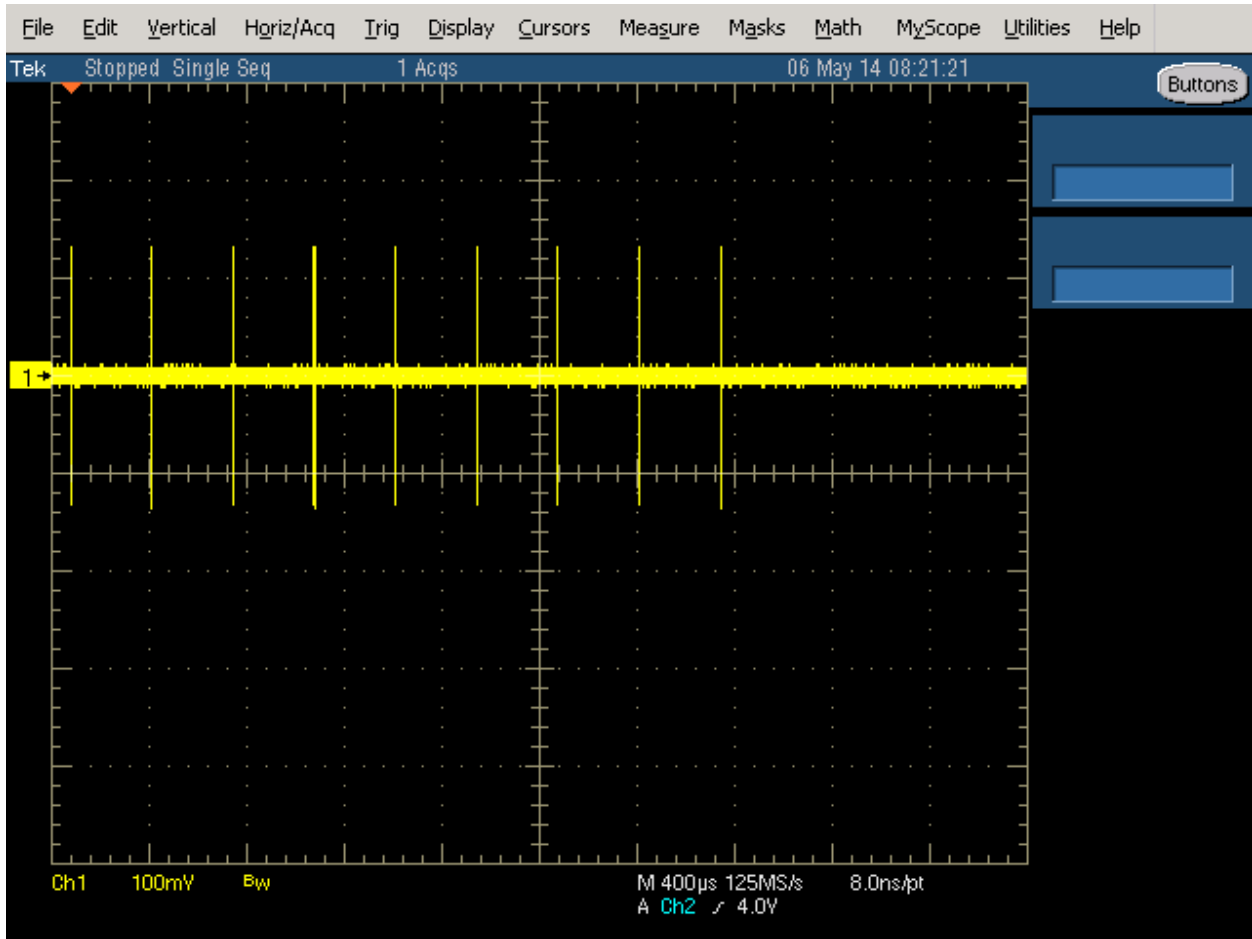 File Edit Vertical Horiz/Acq Trig Display Cursors Measure Masks Math MyScope Utilities Help
Tek Stopped Single Seq 1 Acqs 06 May 14 08:21:21 Buttons
1
Ch1 100mV BW M 400µs 125MS/s 8.0ns/pt
A Ch2 4.0V